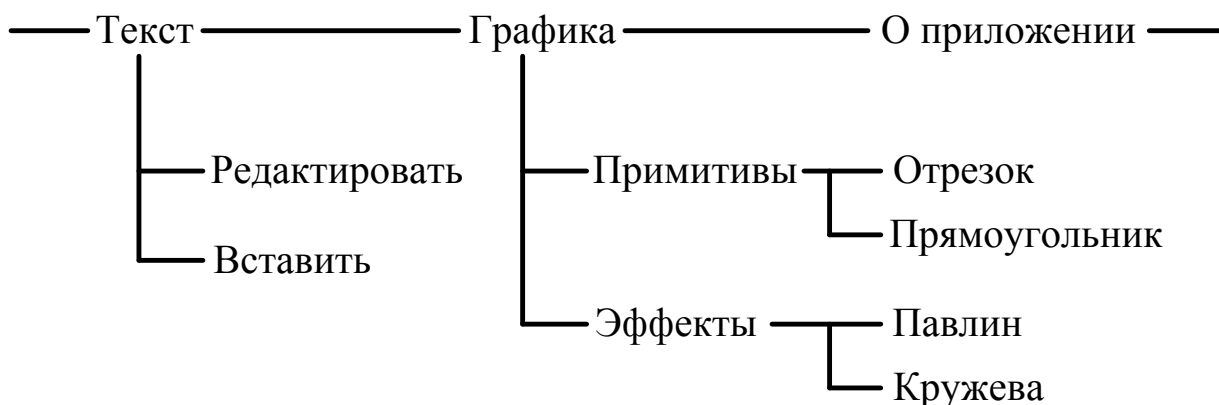 Текст Графика О приложении
Редактировать Примитивы Отрезок
Прямоугольник
Вставить
Эффекты Павлин
Кружева